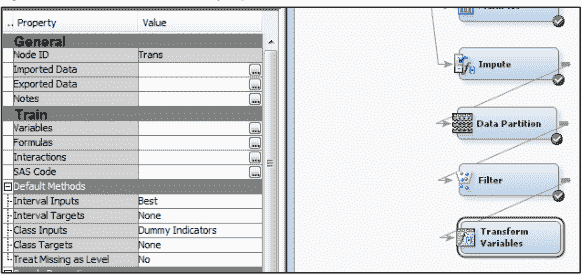 .. Property Value
General
Node ID Trans
Imported Data ...
Exported Data ...
Notes ...
Train
Variables ...
Formulas ...
Interactions ...
SAS Code ...
Default Methods
Interval Inputs Best
Interval Targets None
Class Inputs Dummy Indicators
Class Targets None
Treat Missing as Level No
Impute
Data Partition
Filter
Transform
Variables